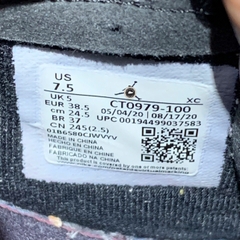 US
7.5
XC
UK 5
CT0979-100
EUR 38.5
cm 24.5
05/04/20 08/17/20
BR 37
UPC 00194499037583
CN 245(2.5)
01B6580CJWVYV
MADE IN CHINA
HECHO EN CHINA
FABRIQUE EN CHINE
FABRICADO EN CHINA